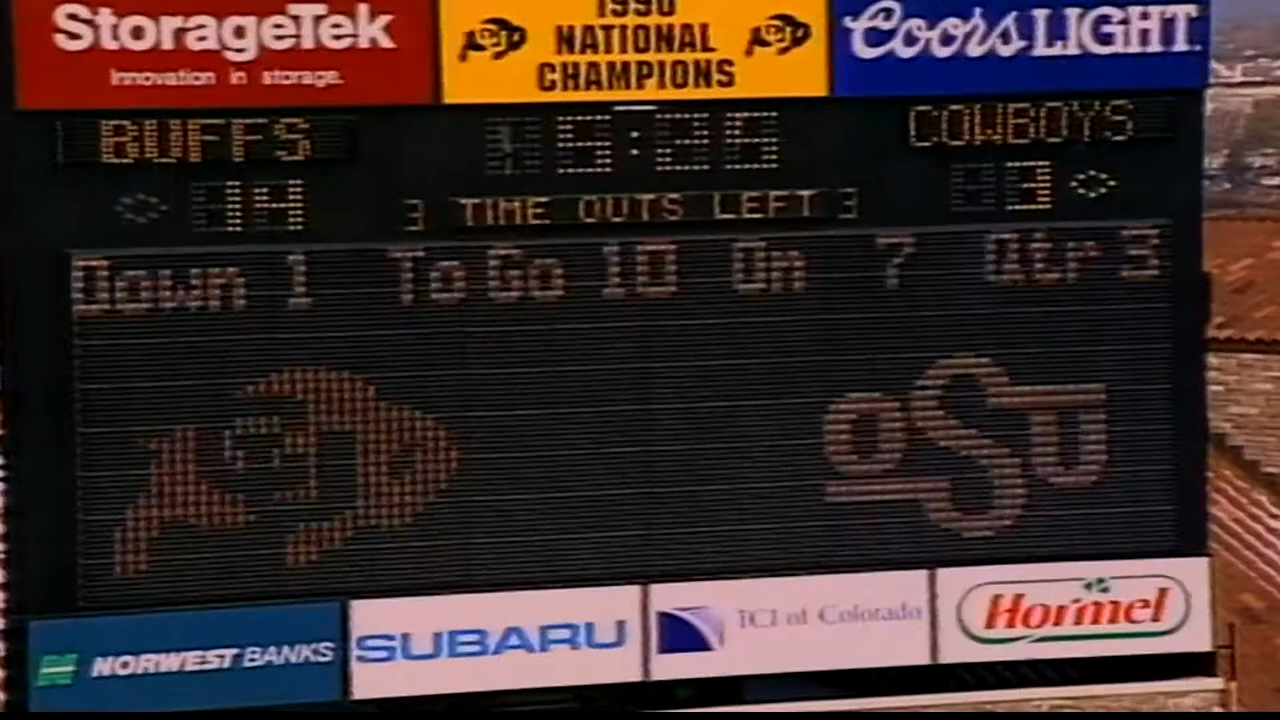 StorageTek
Innovation in storage.
1990
NATIONAL
CHAMPIONS
Coors LIGHT
BUFFS
COWBOYS
14
3 TIME OUTS LEFT 3
3
Down 1 To Go 10 On 7 Qtr 3
OSU
NORWEST BANKS
SUBARU
TCI of Colorado
Hormel